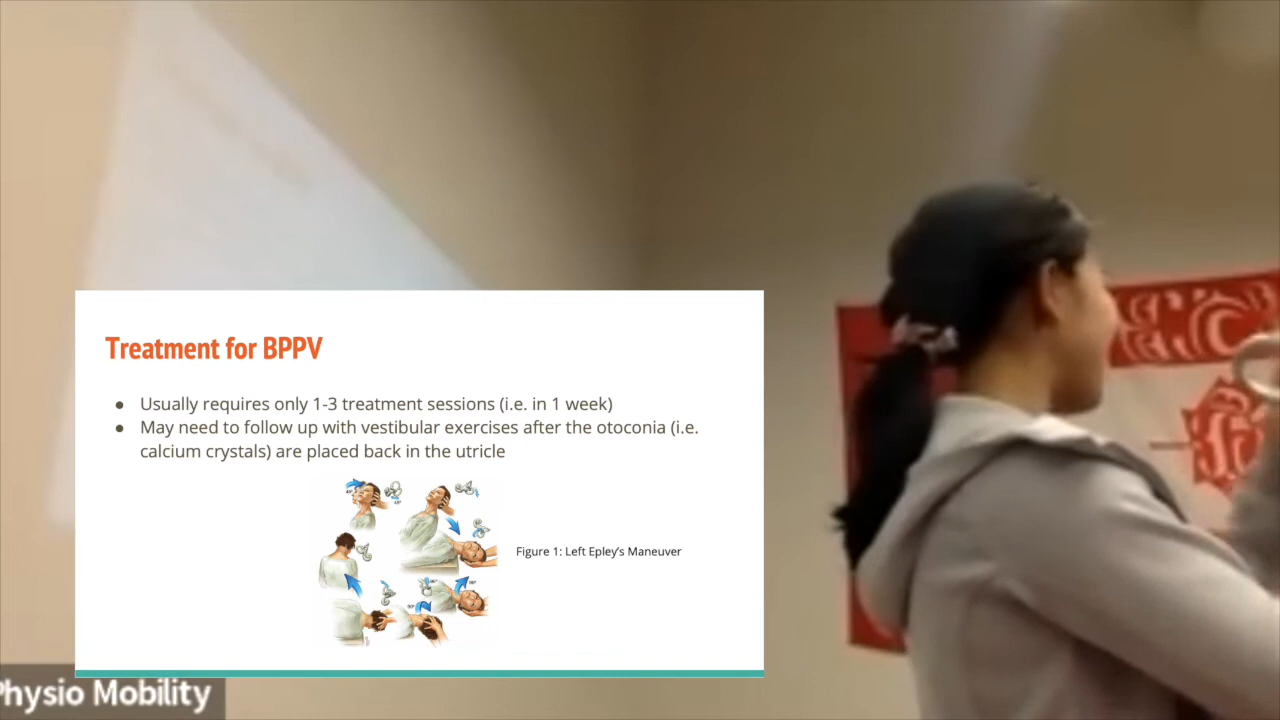 Treatment for BPPV
● Usually requires only 1-3 treatment sessions (i.e. in 1 week)
● May need to follow up with vestibular exercises after the otoconia (i.e.
calcium crystals) are placed back in the utricle
Figure 1: Left Epley's Maneuver
Physio Mobility